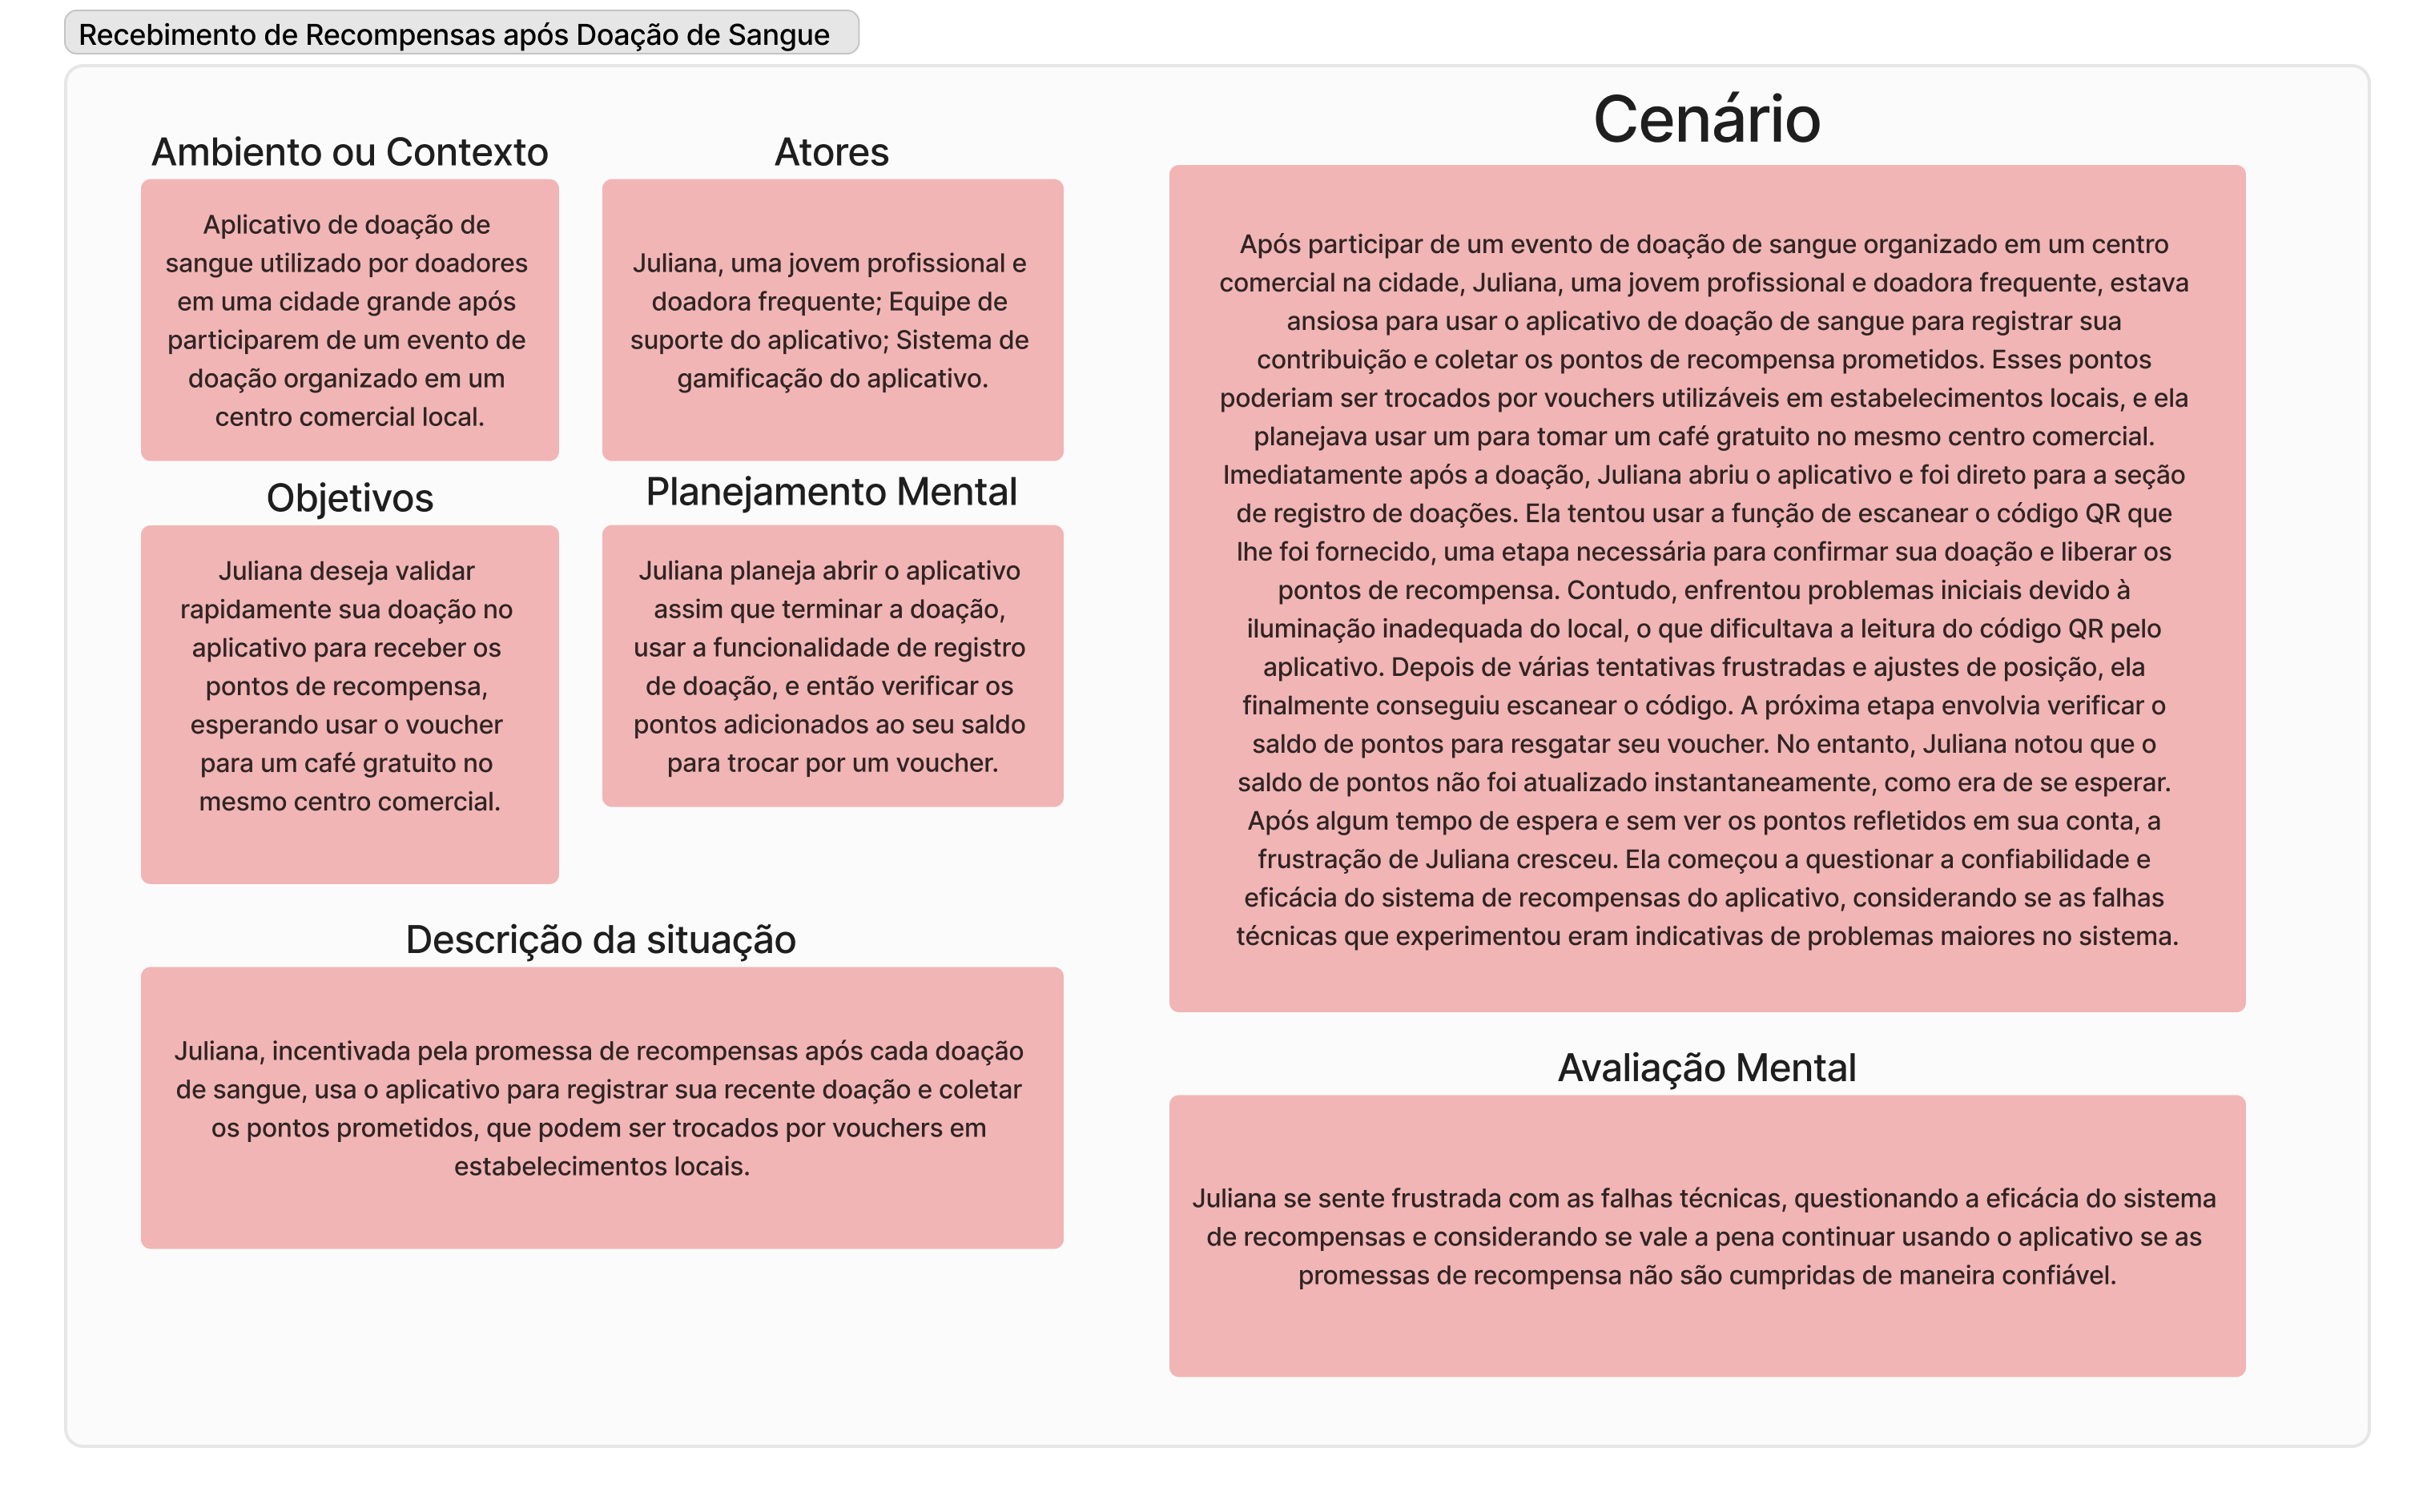 Recebimento de Recompensas após Doação de Sangue
Ambiento ou Contexto
Aplicativo de doação de
sangue utilizado por doadores
em uma cidade grande após
participarem de um evento de
doação organizado em um
centro comercial local.
Atores
Juliana, uma jovem profissional e
doadora frequente; Equipe de
suporte do aplicativo; Sistema de
gamificação do aplicativo.
Objetivos
Juliana deseja validar
rapidamente sua doação no
aplicativo para receber os
pontos de recompensa,
esperando usar o voucher
para um café gratuito no
mesmo centro comercial.
Planejamento Mental
Juliana planeja abrir o aplicativo
assim que terminar a doação,
usar a funcionalidade de registro
de doação, e então verificar os
pontos adicionados ao seu saldo
para trocar por um voucher.
Descrição da situação
Juliana, incentivada pela promessa de recompensas após cada doação
de sangue, usa o aplicativo para registrar sua recente doação e coletar
os pontos prometidos, que podem ser trocados por vouchers em
estabelecimentos locais.
Cenário
Após participar de um evento de doação de sangue organizado em um centro
comercial na cidade, Juliana, uma jovem profissional e doadora frequente, estava
ansiosa para usar o aplicativo de doação de sangue para registrar sua
contribuição e coletar os pontos de recompensa prometidos. Esses pontos
poderiam ser trocados por vouchers utilizáveis em estabelecimentos locais, e ela
planejava usar um para tomar um café gratuito no mesmo centro comercial.
Imediatamente após a doação, Juliana abriu o aplicativo e foi direto para a seção
de registro de doações. Ela tentou usar a função de escanear o código QR que
lhe foi fornecido, uma etapa necessária para confirmar sua doação e liberar os
pontos de recompensa. Contudo, enfrentou problemas iniciais devido à
iluminação inadequada do local, o que dificultava a leitura do código QR pelo
aplicativo. Depois de várias tentativas frustradas e ajustes de posição, ela
finalmente conseguiu escanear o código. A próxima etapa envolvia verificar o
saldo de pontos para resgatar seu voucher. No entanto, Juliana notou que o
saldo de pontos não foi atualizado instantaneamente, como era de se esperar.
Após algum tempo de espera e sem ver os pontos refletidos em sua conta, a
frustração de Juliana cresceu. Ela começou a questionar a confiabilidade e
eficácia do sistema de recompensas do aplicativo, considerando se as falhas
técnicas que experimentou eram indicativas de problemas maiores no sistema.
Avaliação Mental
Juliana se sente frustrada com as falhas técnicas, questionando a eficácia do sistema
de recompensas e considerando se vale a pena continuar usando o aplicativo se as
promessas de recompensa não são cumpridas de maneira confiável.